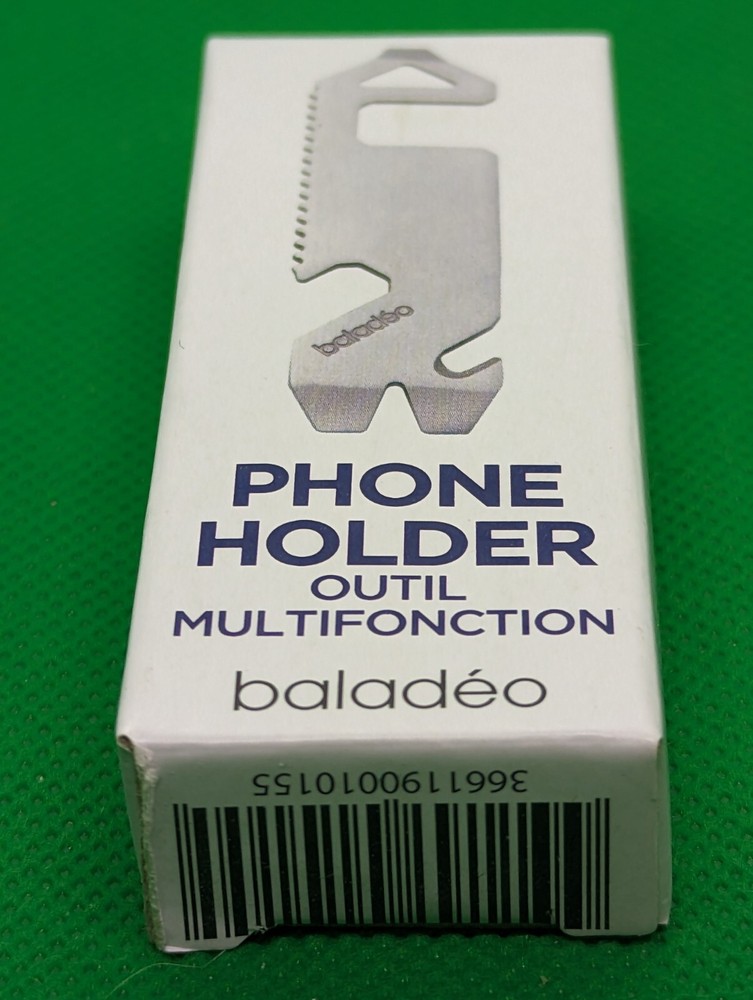 baladéo
PHONE
HOLDER
OUTIL
MULTIFONCTION
baladéo
3661190010155